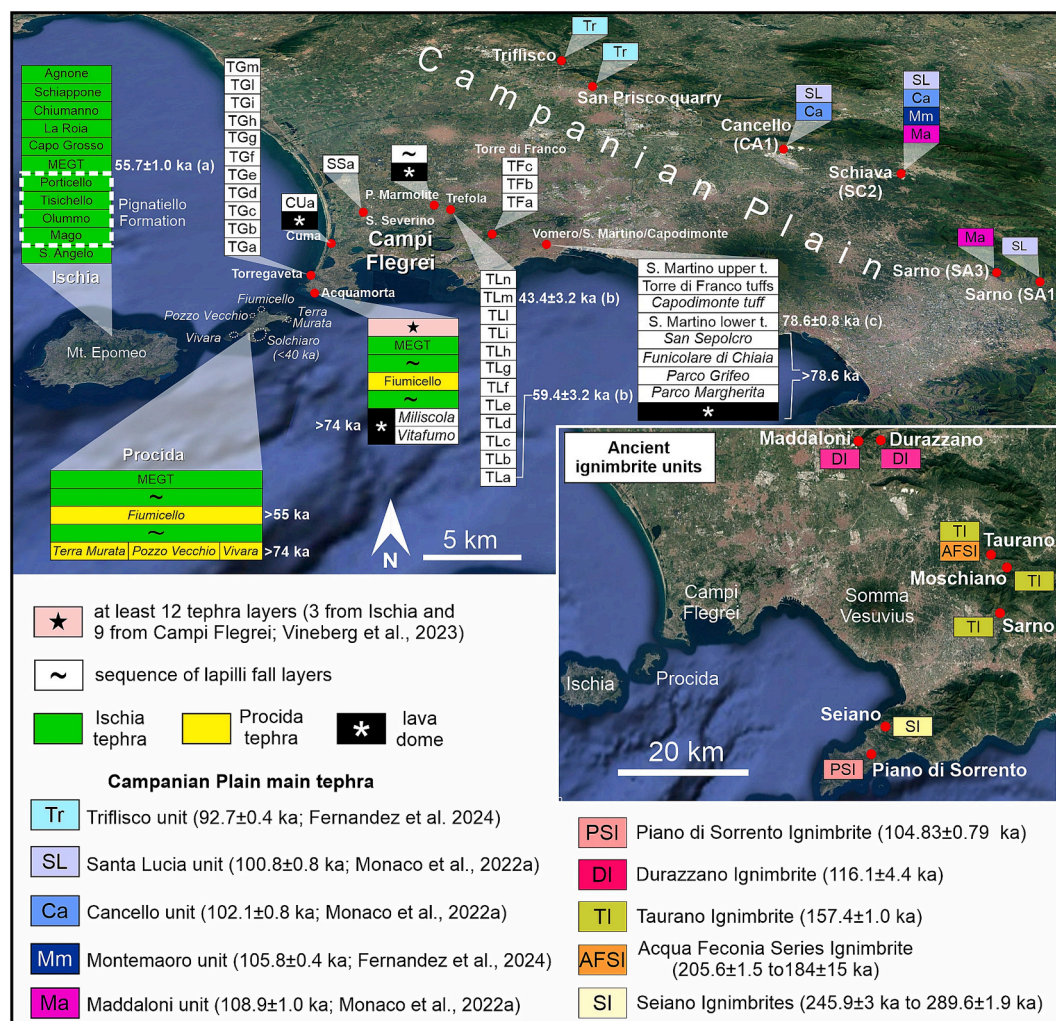 Campanian Plain
Agnone
Schiappone
Chiumanno
La Roia
Capo Grosso
MEGT
55.7±1.0 ka (a)
Porticello
Tisichello
Olummo
Mago
Pignatiello
Formation
S. Angelo
Ischia
Mt. Epomeo
TGm
TGl
TGi
TGh
TGg
TGf
TGe
TGd
TGc
TGb
TGa
Torregaveta
Acquamorta
CUa
*
Cuma
SSa
S. Severino
~
*
P. Marmolite
Trefola
Campi
Flegrei
Torre di Franco
TFc
TFb
TFa
Vomero/S. Martino/Capodimonte
Tr
Triflisco
Tr
San Prisco quarry
SL
Ca
Cancello
(CA1)
SL
Ca
Mm
Ma
Schiava
(SC2)
Ma
Sarno (SA3)
SL
Sarno (SA1
Fiumicello
Pozzo Vecchio
Terra
Murata
Vivara
Solchiaro
(<40 ka)
★
MEGT
~
Fiumicello
~
>74 ka
*
Miliscola
Vitafumo
TLn
TLm
43.4±3.2 ka (b)
TLl
TLi
TLh
TLg
TLf
59.4±3.2 ka (b)
TLe
TLd
TLc
TLb
TLa
S. Martino upper t.
Torre di Franco tuffs
Capodimonte tuff
S. Martino lower t.
78.6±0.8 ka (c)
San Sepolcro
Funicolare di Chiaia
Parco Grifeo
Parco Margherita
*
>78.6 ka
Procida
MEGT
~
Fiumicello
>55 ka
~
Terra Murata
Pozzo Vecchio
Vivara
>74 ka
N
5 km
Ancient
ignimbrite units
Maddaloni
DI
Durazzano
DI
TI
AFSI
Taurano
Moschiano
TI
TI
Sarno
Campi
Flegrei
Somma
Vesuvius
Ischia
Procida
Seiano
SI
PSI
Piano di Sorrento
20 km
★ at least 12 tephra layers (3 from Ischia and
9 from Campi Flegrei; Vineberg et al., 2023)
~ sequence of lapilli fall layers
Ischia
tephra
Procida
tephra
* lava
dome
Campanian Plain main tephra
Tr Triflisco unit (92.7±0.4 ka; Fernandez et al. 2024)
SL Santa Lucia unit (100.8±0.8 ka; Monaco et al., 2022a)
Ca Cancello unit (102.1±0.8 ka; Monaco et al., 2022a)
Mm Montemaoro unit (105.8±0.4 ka; Fernandez et al., 2024)
Ma Maddaloni unit (108.9±1.0 ka; Monaco et al., 2022a)
PSI Piano di Sorrento Ignimbrite (104.83±0.79 ka)
DI Durazzano Ignimbrite (116.1±4.4 ka)
TI Taurano Ignimbrite (157.4±1.0 ka)
AFSI Acqua Feconia Series Ignimbrite
(205.6±1.5 to184±15 ka)
SI Seiano Ignimbrites (245.9±3 ka to 289.6±1.9 ka)